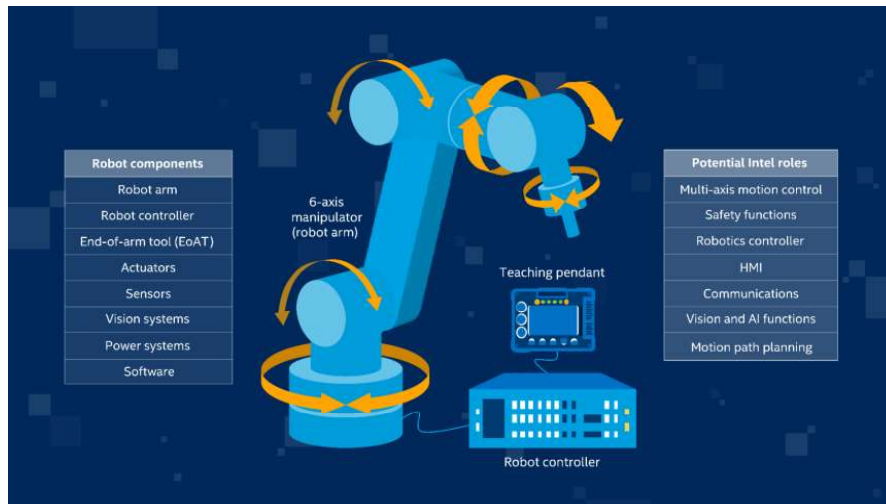 Robot components
Robot arm
Robot controller
End-of-arm tool (EoAT)
Actuators
Sensors
Vision systems
Power systems
Software
6-axis
manipulator
(robot arm)
Teaching pendant
Robot controller
Potential Intel roles
Multi-axis motion control
Safety functions
Robotics controller
HMI
Communications
Vision and AI functions
Motion path planning